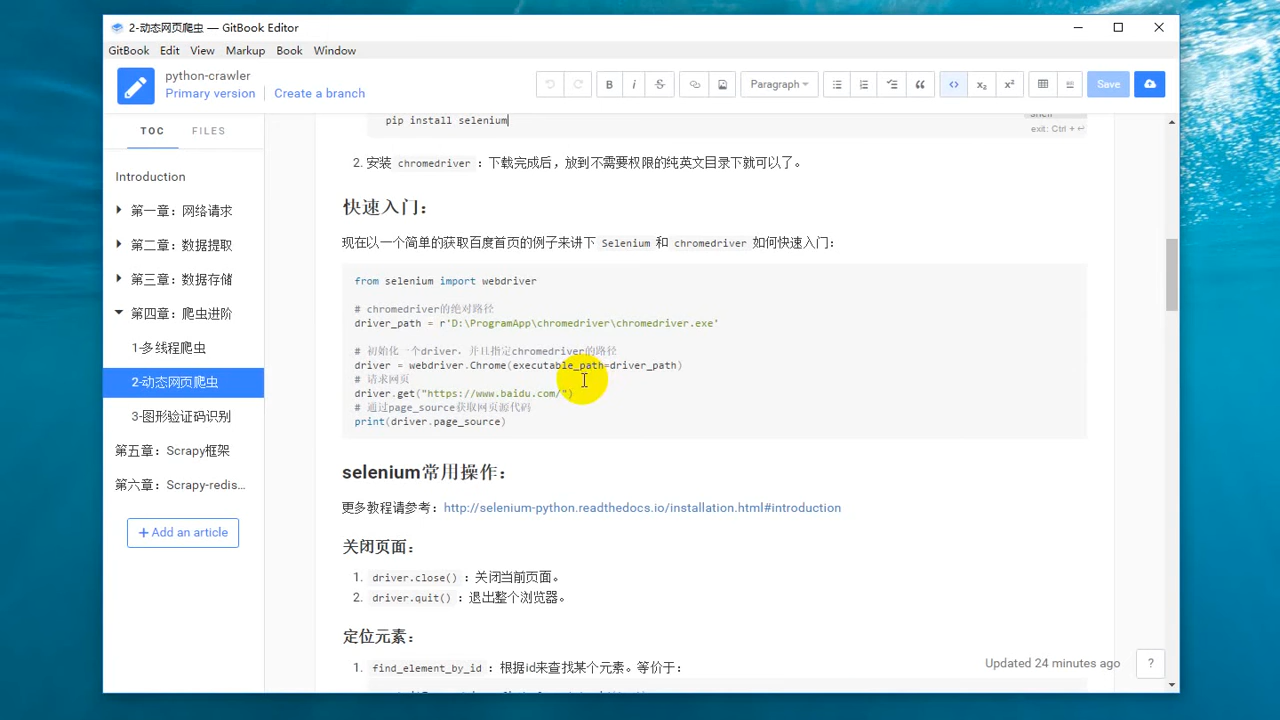 2-动态网页爬虫 — GitBook Editor
GitBook Edit View Markup Book Window
python-crawler
Primary version Create a branch
B i S Paragraph x₂ x² Save
TOC FILES
Introduction
第一章：网络请求
第二章：数据提取
第三章：数据存储
第四章：爬虫进阶
1-多线程爬虫
2-动态网页爬虫
3-图形验证码识别
第五章：Scrapy框架
第六章：Scrapy-redis...
+ Add an article
pip install selenium
exit: Ctrl + ↩
2. 安装 chromedriver ：下载完成后，放到不需要权限的纯英文目录下就可以了。
快速入门：
现在以一个简单的获取百度首页的例子来讲下 Selenium 和 chromedriver 如何快速入门：
from selenium import webdriver
# chromedriver的绝对路径
driver_path = r'D:\ProgramApp\chromedriver\chromedriver.exe'
# 初始化一个driver，并且指定chromedriver的路径
driver = webdriver.Chrome(executable_path=driver_path)
# 请求网页
driver.get("https://www.baidu.com/")
# 通过page_source获取网页源代码
print(driver.page_source)
selenium常用操作：
更多教程请参考：http://selenium-python.readthedocs.io/installation.html#introduction
关闭页面：
1. driver.close() ：关闭当前页面。
2. driver.quit() ：退出整个浏览器。
定位元素：
1. find_element_by_id ：根据id来查找某个元素。等价于：
Updated 24 minutes ago
?